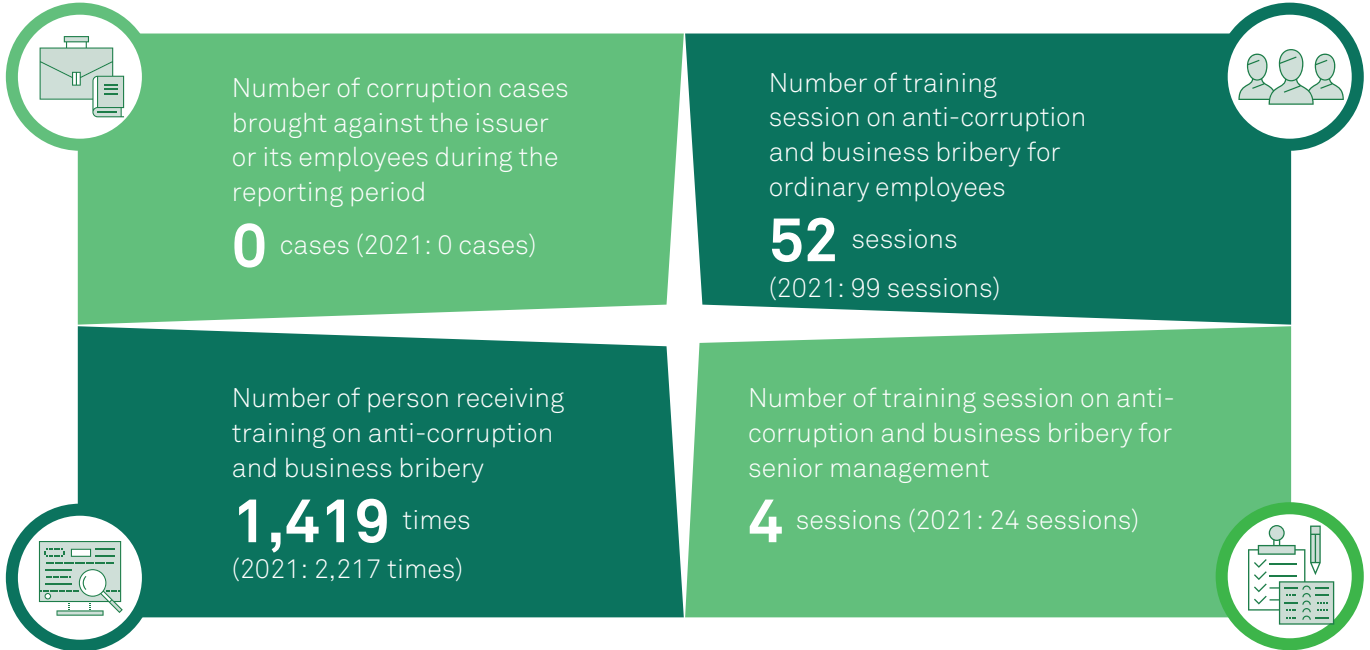 Number of corruption cases
brought against the issuer
or its employees during the
reporting period
0 cases (2021: 0 cases)
Number of training
session on anti-corruption
and business bribery for
ordinary employees
52 sessions
(2021: 99 sessions)
Number of person receiving
training on anti-corruption
and business bribery
1,419 times
(2021: 2,217 times)
Number of training session on anti-
corruption and business bribery for
senior management
4 sessions (2021: 24 sessions)